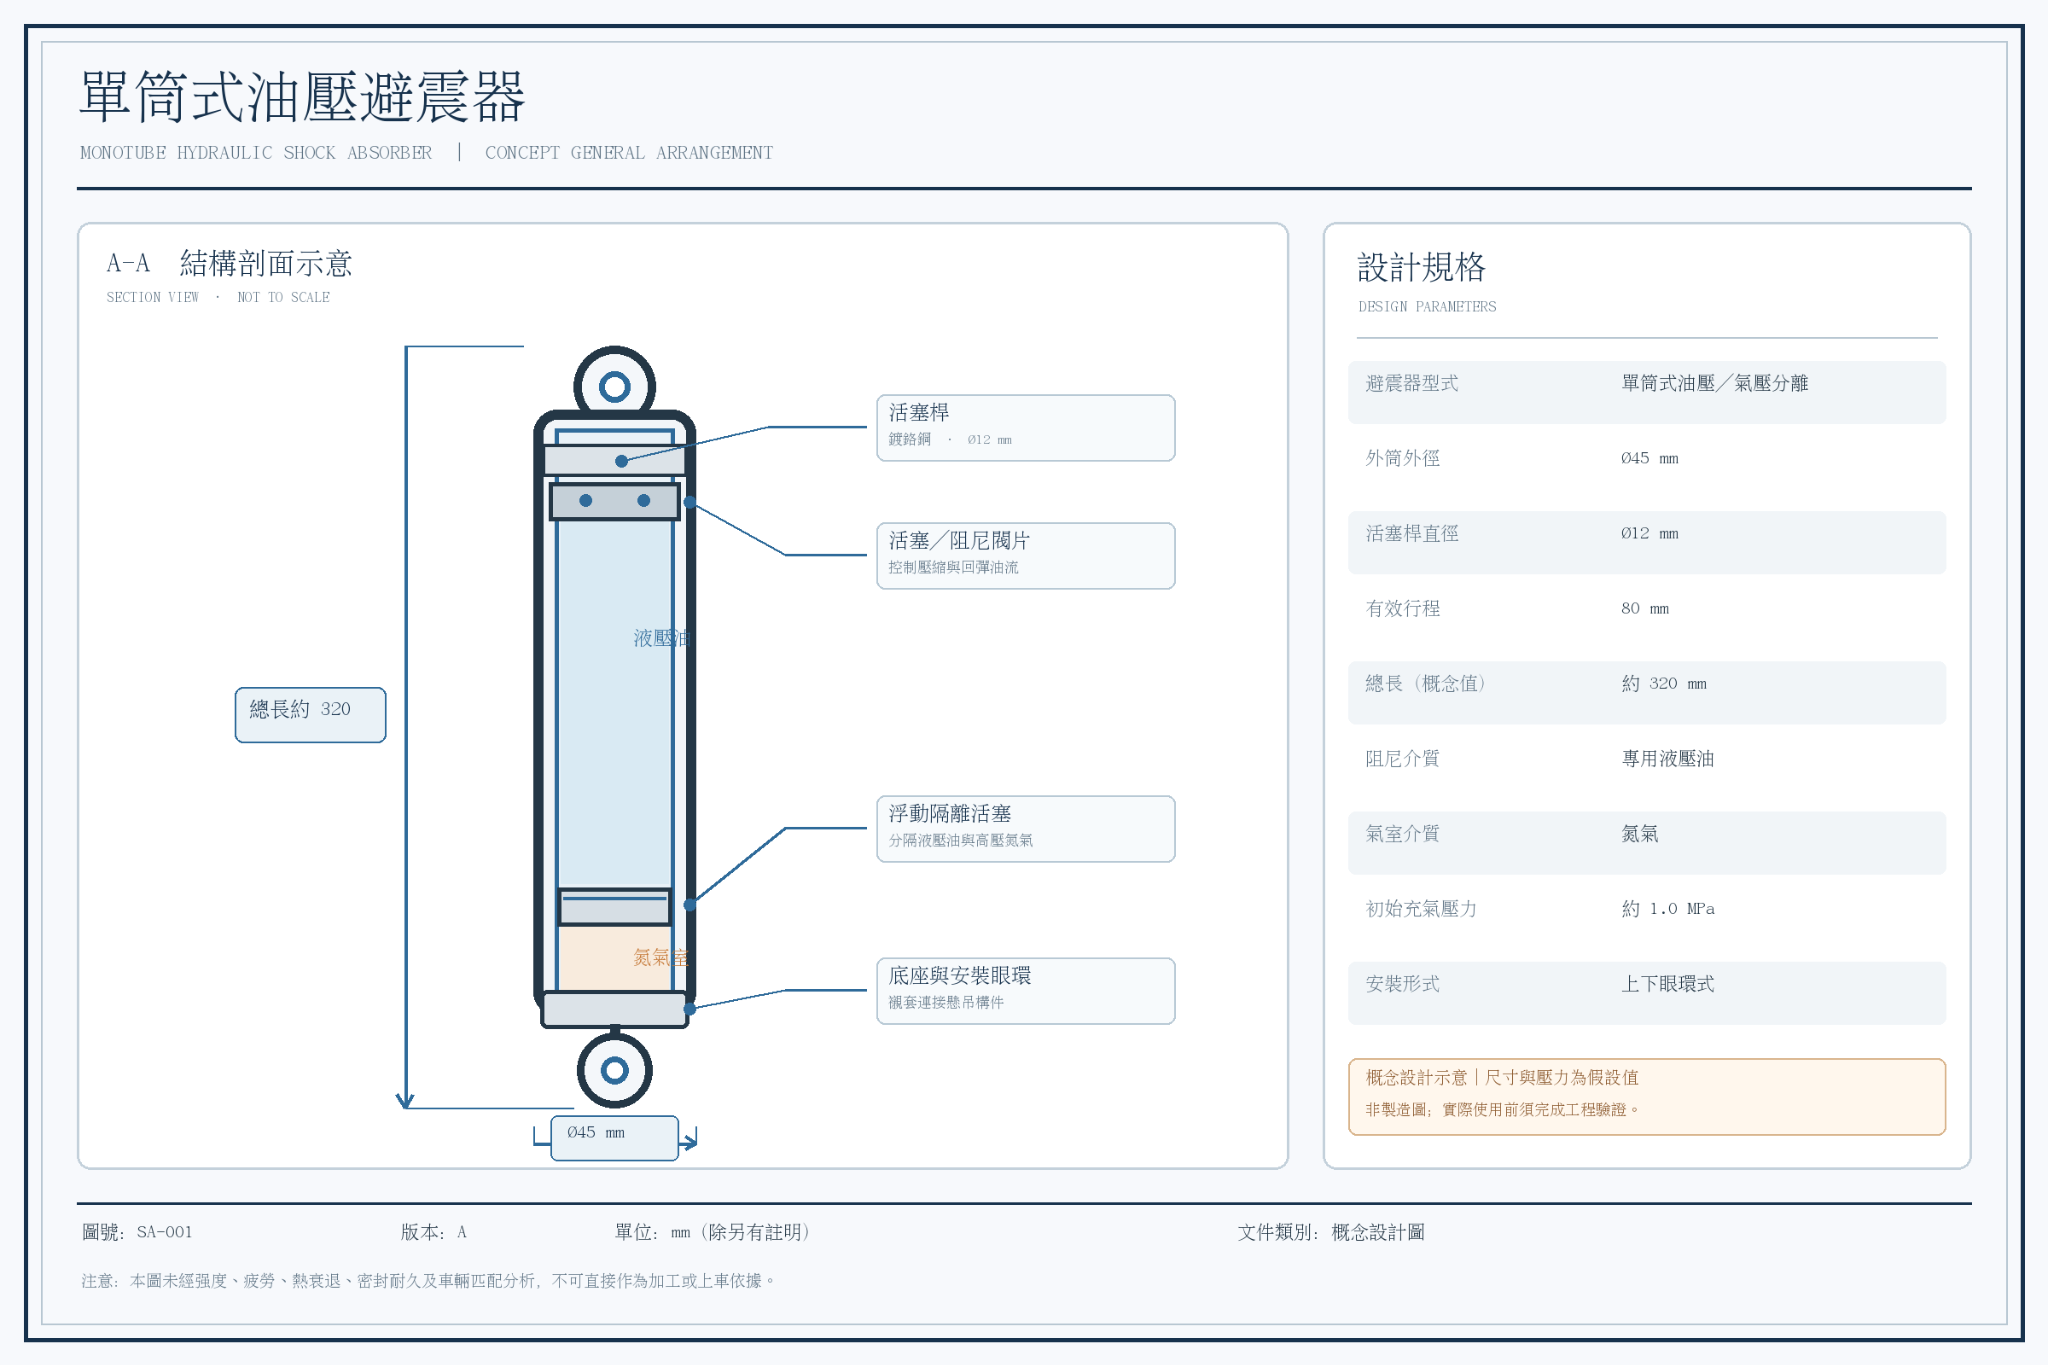 單筒式油壓避震器
MONOTUBE HYDRAULIC SHOCK ABSORBER | CONCEPT GENERAL ARRANGEMENT
A-A 結構剖面示意
SECTION VIEW · NOT TO SCALE
活塞桿
鍍鉻鋼 · Ø12 mm
活塞／阻尼閥片
控制壓縮與回彈油流
液壓油
總長約 320
浮動隔離活塞
分隔液壓油與高壓氮氣
氮氣室
底座與安裝眼環
襯套連接懸吊構件
Ø45 mm
設計規格
DESIGN PARAMETERS
避震器型式 單筒式油壓／氣壓分離
外筒外徑 Ø45 mm
活塞桿直徑 Ø12 mm
有效行程 80 mm
總長（概念值） 約 320 mm
阻尼介質 專用液壓油
氣室介質 氮氣
初始充氣壓力 約 1.0 MPa
安裝形式 上下眼環式
概念設計示意｜尺寸與壓力為假設值
非製造圖；實際使用前須完成工程驗證。
圖號：SA-001 版本：A 單位：mm（除另有註明） 文件類別：概念設計圖
注意：本圖未經强度、疲勞、熱衰退、密封耐久及車輛匹配分析，不可直接作為加工或上車依據。